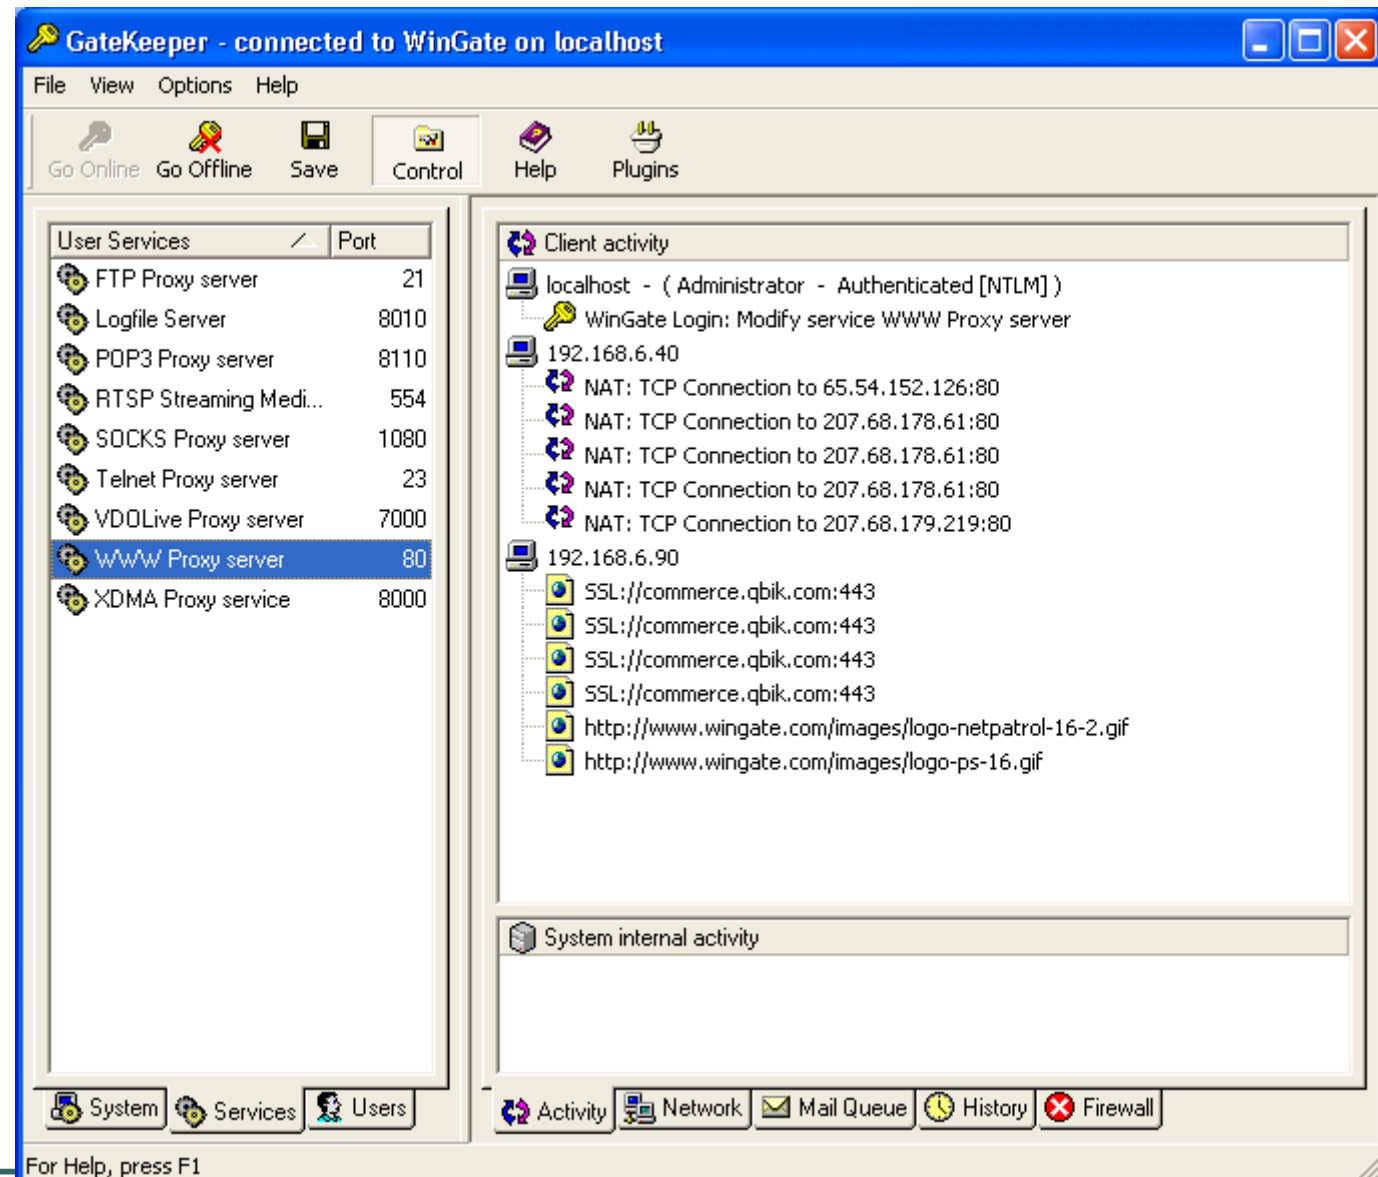 GateKeeper - connected to WinGate on localhost
File View Options Help
Go Online Go Offline Save Control Help Plugins
User Services Port
FTP Proxy server 21
Logfile Server 8010
POP3 Proxy server 8110
RTSP Streaming Medi... 554
SOCKS Proxy server 1080
Telnet Proxy server 23
VDOLive Proxy server 7000
WWW Proxy server 80
XDMA Proxy service 8000
System Services Users
Client activity
localhost - ( Administrator - Authenticated [NTLM] )
WinGate Login: Modify service WWW Proxy server
192.168.6.40
NAT: TCP Connection to 65.54.152.126:80
NAT: TCP Connection to 207.68.178.61:80
NAT: TCP Connection to 207.68.178.61:80
NAT: TCP Connection to 207.68.178.61:80
NAT: TCP Connection to 207.68.179.219:80
192.168.6.90
SSL://commerce.qbik.com:443
SSL://commerce.qbik.com:443
SSL://commerce.qbik.com:443
SSL://commerce.qbik.com:443
http://www.wingate.com/images/logo-netpatrol-16-2.gif
http://www.wingate.com/images/logo-ps-16.gif
System internal activity
Activity Network Mail Queue History Firewall
For Help, press F1